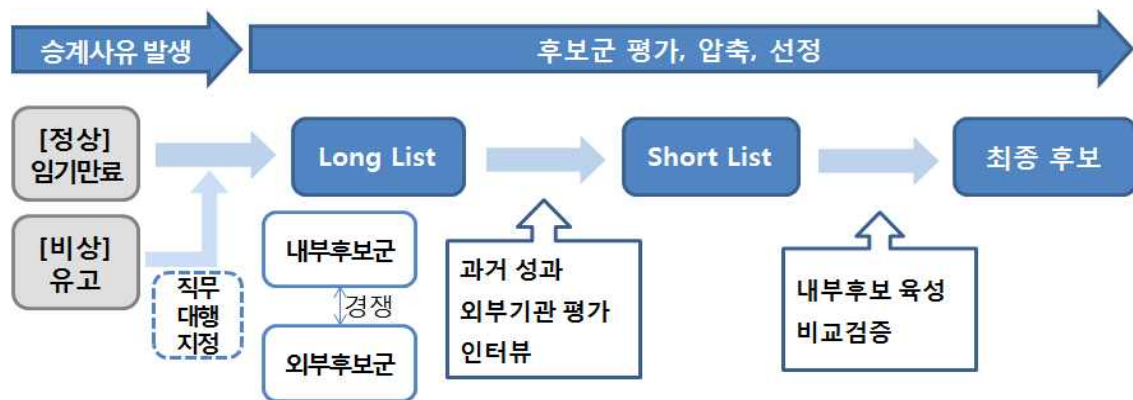 승계사유 발생
후보군 평가, 압축, 선정
[정상]
임기만료
Long List
Short List
최종 후보
[비상]
유고
직무
대행
지정
내부후보군
경쟁
외부후보군
과거 성과
외부기관 평가
인터뷰
내부후보 육성
비교검증